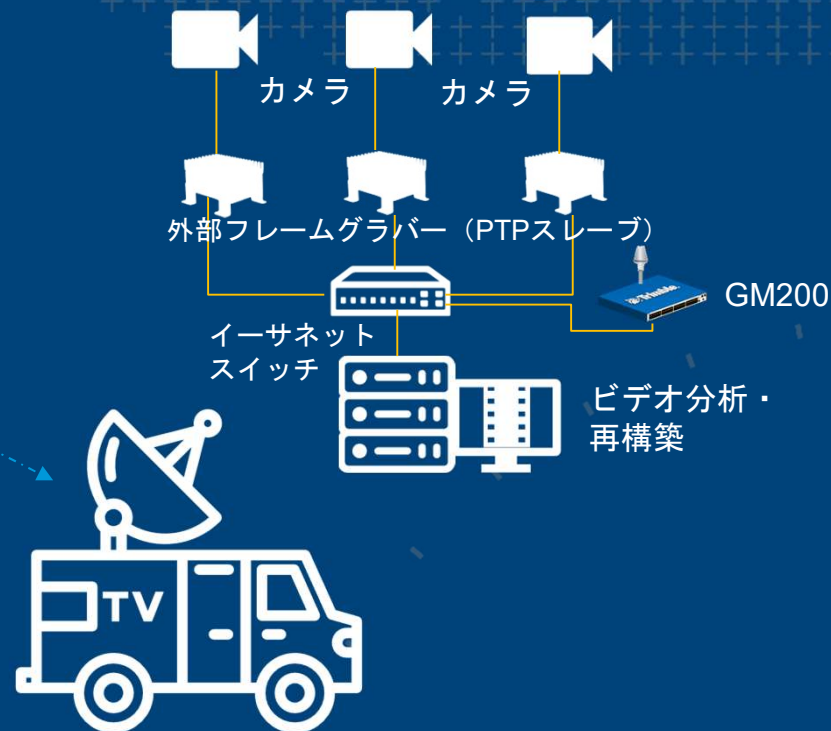 カメラ
カメラ
外部フレームグラバー（PTPスレーブ）
Trimble.
GM200
イーサネット
スイッチ
ビデオ分析・
再構築
TV